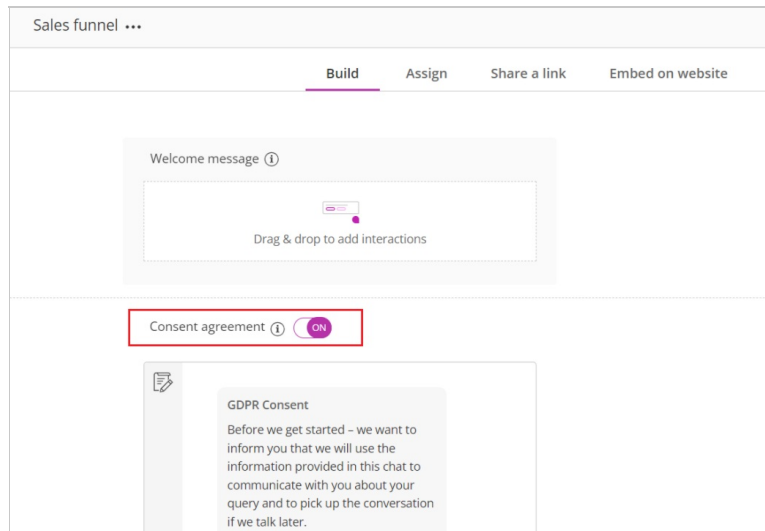 Sales funnel •••
Build Assign Share a link Embed on website
Welcome message i
Drag & drop to add interactions
Consent agreement i ON
GDPR Consent
Before we get started – we want to
inform you that we will use the
information provided in this chat to
communicate with you about your
query and to pick up the conversation
if we talk later.